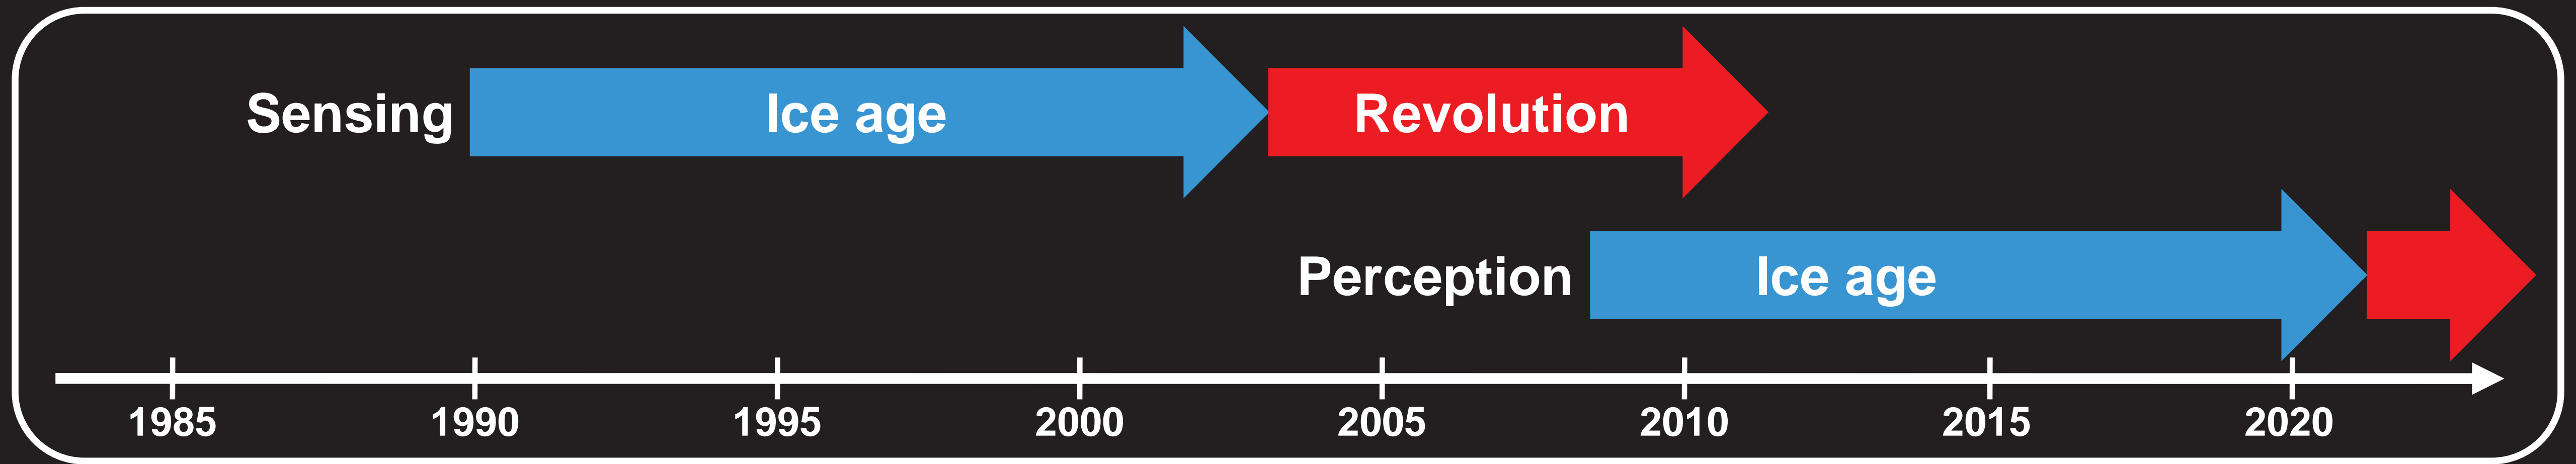 Sensing Ice age Revolution
Perception Ice age
1985 1990 1995 2000 2005 2010 2015 2020